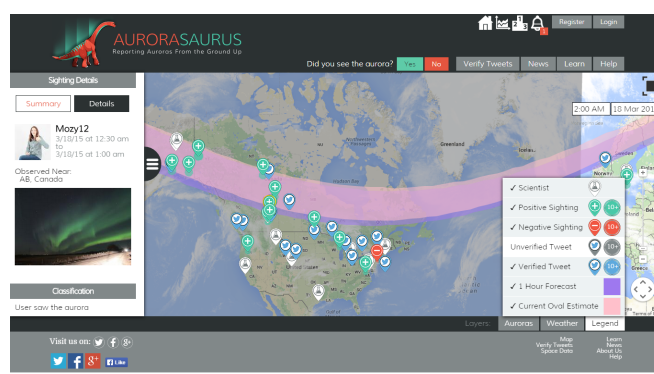 AURORASAURUS
Reporting Auroras From the Ground Up
Register
Login
Did you see the aurora?
Yes
No
Verify Tweets
News
Learn
Help
Sighting Details
Summary
Details
Mozy12
3/18/15 at 12:30 am
to
3/18/15 at 1:00 am
Observed Near:
AB, Canada
Classification
User saw the aurora
2:00 AM
18 Mar 201
Greenland
Norway
Greece
✓ Scientist
✓ Positive Sighting
10+
✓ Negative Sighting
10+
Unverified Tweet
10+
✓ Verified Tweet
10+
✓ 1 Hour Forecast
✓ Current Oval Estimate
Layers:
Auroras
Weather
Legend
Visit us on:
Like
Map
Verify Tweets
Space Data
Learn
News
About Us
Help